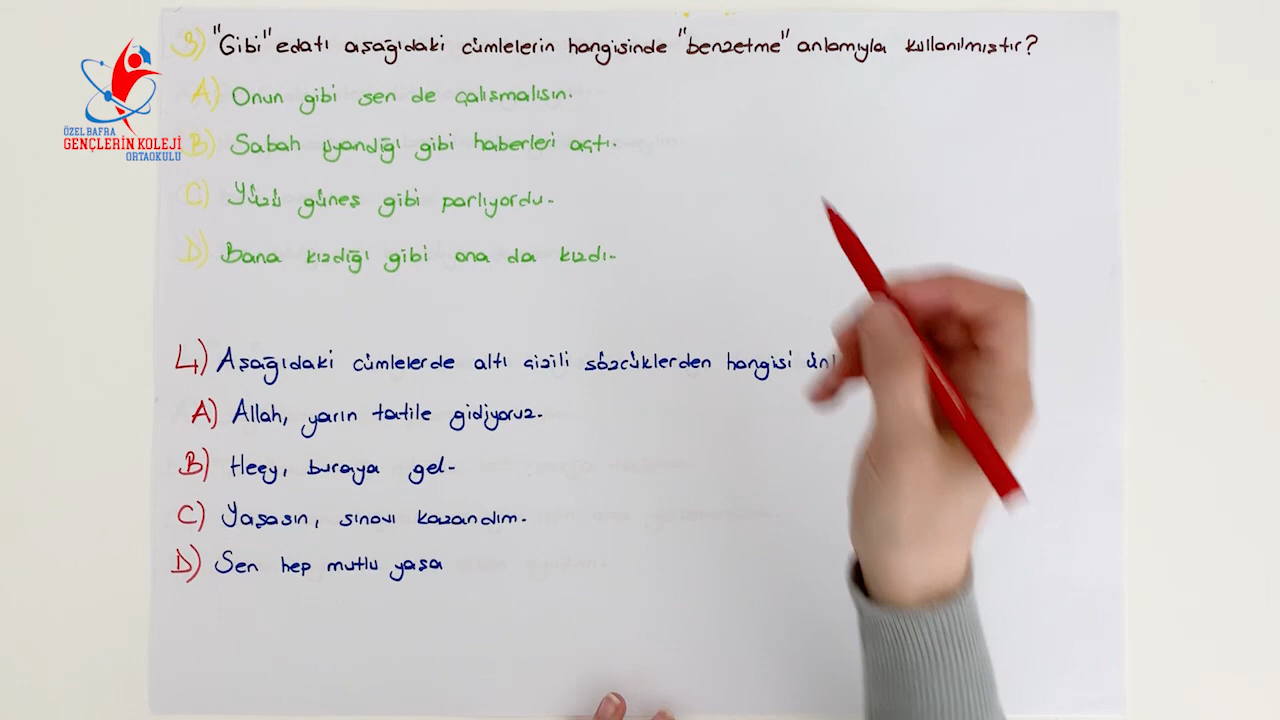 3) "Gibi" edatı aşağıdaki cümlelerin hangisinde "benzetme" anlamıyla kullanılmıştır?
A) Onun gibi sen de çalışmalısın.
B) Sabah uyandığı gibi haberleri açtı.
C) Yüzü güneş gibi parlıyordu.
D) Bana kızdığı gibi ona da kızdı.
4) Aşağıdaki cümlelerde altı çizili sözcüklerden hangisi
A) Allah, yarın tatile gidiyoruz.
B) Heey, buraya gel.
C) Yaşasın, sınavı kazandım.
D) Sen hep mutlu yaşa
ÖZEL BAFRA
GENÇLERİN KOLEJİ
ORTAOKULU